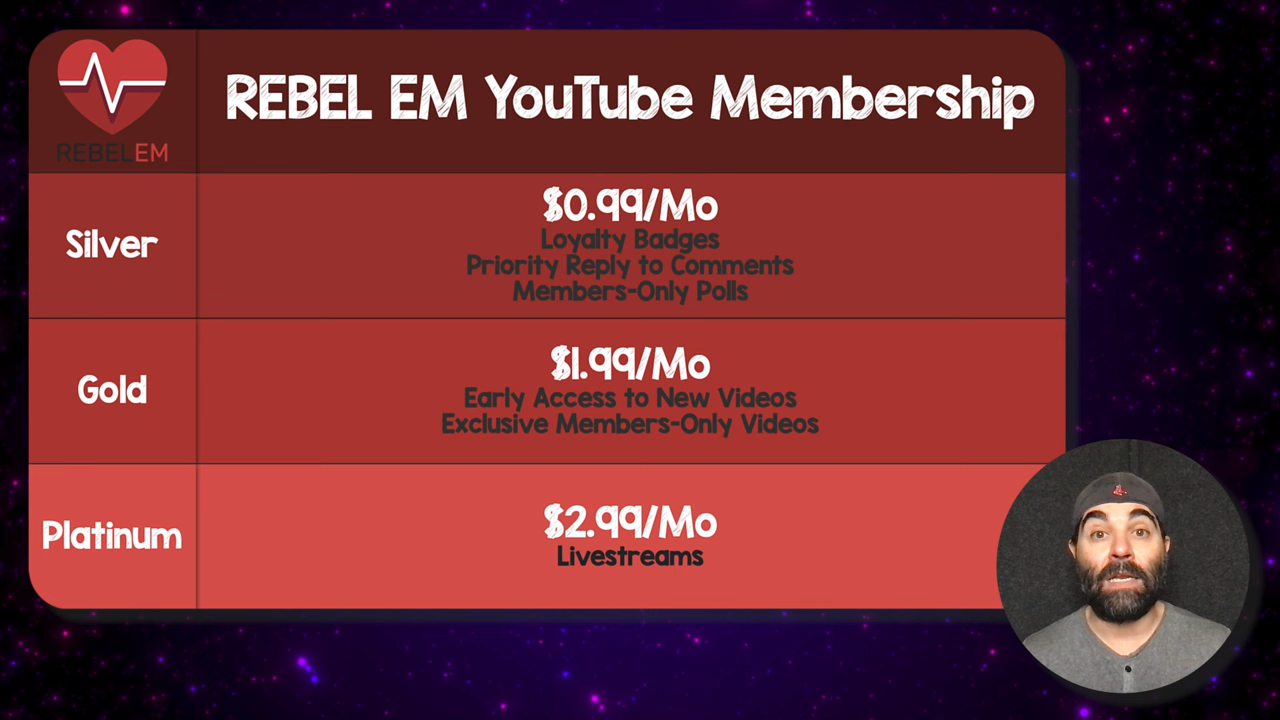 REBEL EM YouTube Membership
REBELEM
Silver
$0.99/Mo
Loyalty Badges
Priority Reply to Comments
Members-Only Polls
Gold
$1.99/Mo
Early Access to New Videos
Exclusive Members-Only Videos
Platinum
$2.99/Mo
Livestreams